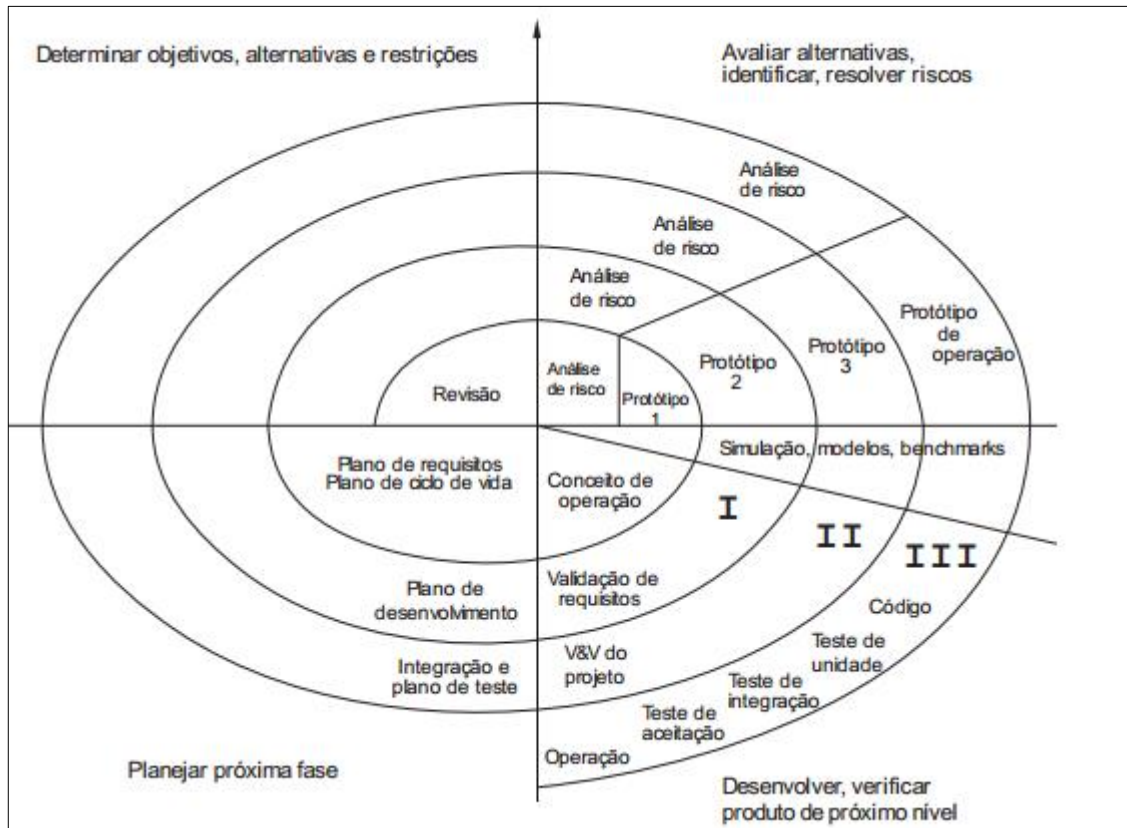 Determinar objetivos, alternativas e restrições
Avaliar alternativas,
identificar, resolver riscos
Análise
de risco
Análise
de risco
Análise
de risco
Protótipo
de
operação
Protótipo
3
Protótipo
2
Análise
de risco
Protótipo
1
Revisão
Simulação, modelos, benchmarks
Plano de requisitos
Plano de ciclo de vida
Conceito de
operação
I
II
III
Plano de
desenvolvimento
Validação de
requisitos
Código
Teste de
unidade
Integração e
plano de teste
V&V do
projeto
Teste de
integração
Teste de
aceitação
Operação
Planejar próxima fase
Desenvolver, verificar
produto de próximo nível